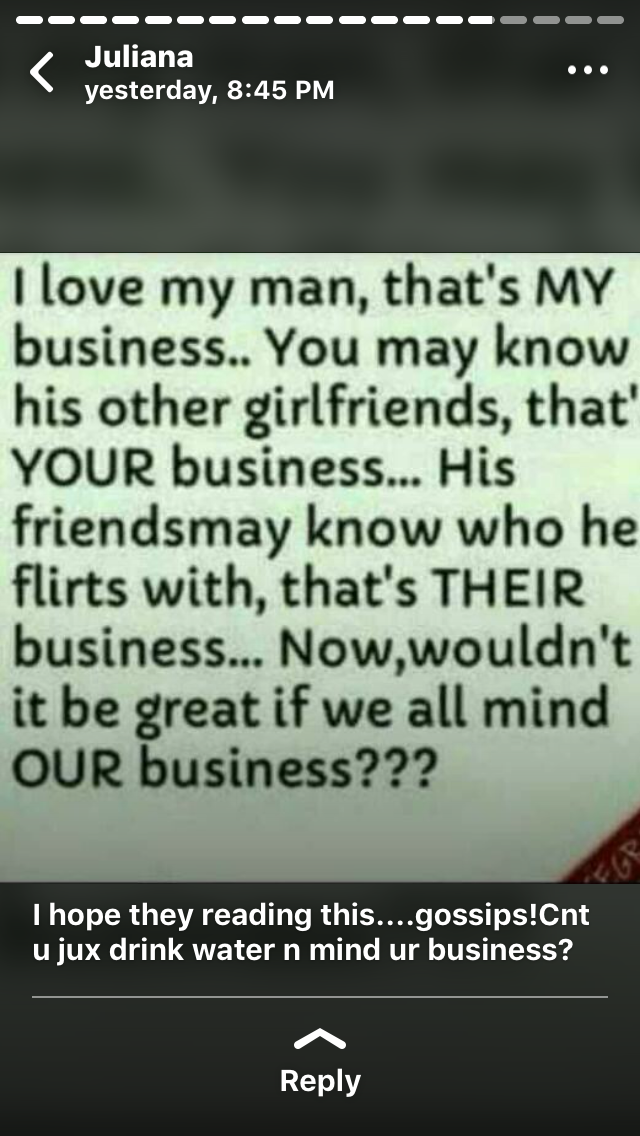 Juliana
yesterday, 8:45 PM
I love my man, that's MY
business.. You may know
his other girlfriends, that'
YOUR business... His
friendsmay know who he
flirts with, that's THEIR
business... Now,wouldn't
it be great if we all mind
OUR business???
I hope they reading this....gossips!Cnt
u jux drink water n mind ur business?
Reply